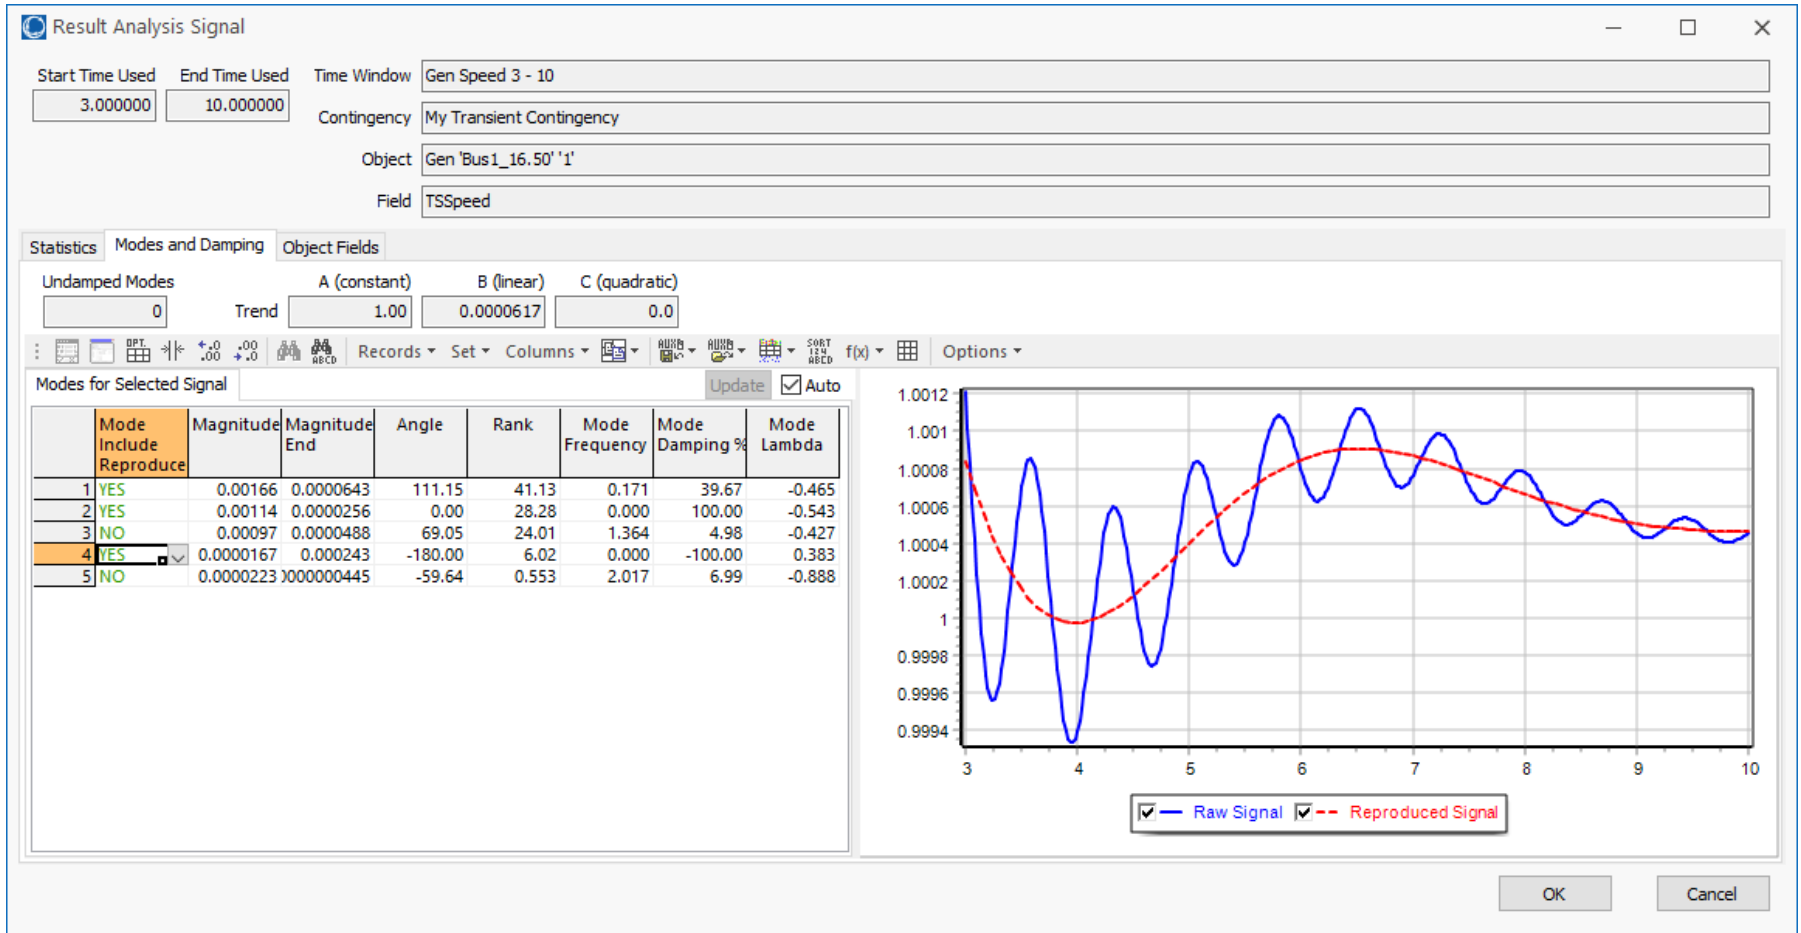 Result Analysis Signal
Start Time Used End Time Used Time Window Gen Speed 3 - 10
3.000000 10.000000
Contingency My Transient Contingency
Object Gen 'Bus1_16.50' '1'
Field TSSpeed
Statistics Modes and Damping Object Fields
Undamped Modes A (constant) B (linear) C (quadratic)
0 Trend 1.00 0.0000617 0.0
Records Set Columns f(x) Options
Modes for Selected Signal Update Auto
Mode Include Reproduce Magnitude Magnitude End Angle Rank Mode Frequency Mode Damping % Mode Lambda
1 YES 0.00166 0.0000643 111.15 41.13 0.171 39.67 -0.465
2 YES 0.00114 0.0000256 0.00 28.28 0.000 100.00 -0.543
3 NO 0.00097 0.0000488 69.05 24.01 1.364 4.98 -0.427
4 YES 0.0000167 0.000243 -180.00 6.02 0.000 -100.00 0.383
5 NO 0.0000223 0000000445 -59.64 0.553 2.017 6.99 -0.888
1.0012
1.001
1.0008
1.0006
1.0004
1.0002
1
0.9998
0.9996
0.9994
3 4 5 6 7 8 9 10
Raw Signal Reproduced Signal
OK Cancel